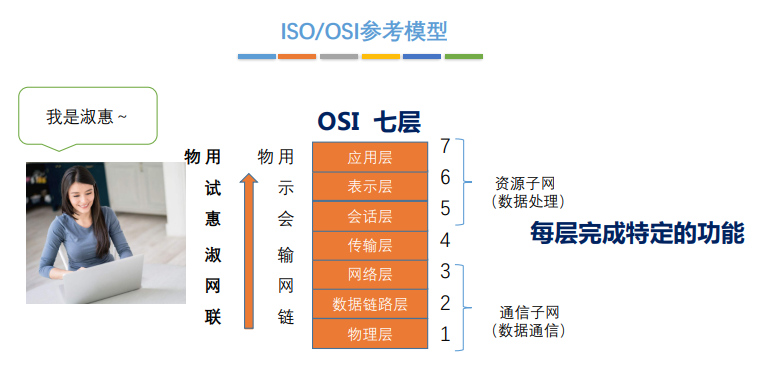 ISO/OSI参考模型
我是淑惠~
OSI 七层
物 用
试
惠
淑
网
联
物 用
示
会
输
网
链
应用层
表示层
会话层
传输层
网络层
数据链路层
物理层
7
6
5
4
3
2
1
资源子网
(数据处理)
通信子网
(数据通信)
每层完成特定的功能